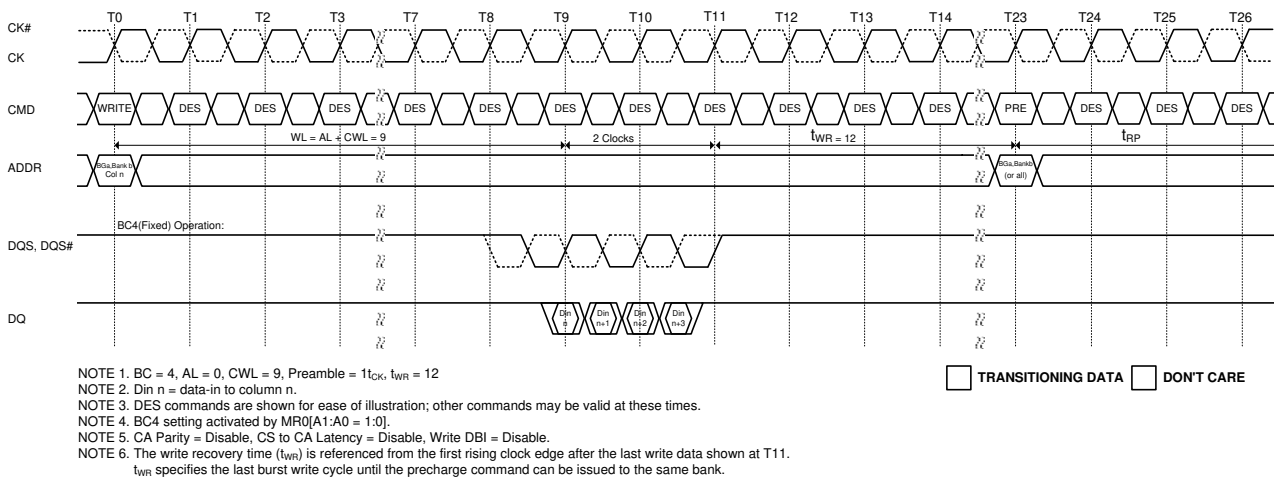 T0 T1 T2 T3 T7 T8 T9 T10 T11 T12 T13 T14 T23 T24 T25 T26
CK#
CK
CMD WRITE DES DES DES DES DES DES DES DES DES DES DES PRE DES DES DES
WL = AL + CWL = 9 2 Clocks tWR = 12 tRP
ADDR
BGa,Bank b
Col n
BGa,Bankb
(or all)
BC4(Fixed) Operation:
DQS, DQS#
DQ
Din
n
Din
n+1
Din
n+2
Din
n+3
NOTE 1. BC = 4, AL = 0, CWL = 9, Preamble = 1tCK, tWR = 12
NOTE 2. Din n = data-in to column n.
NOTE 3. DES commands are shown for ease of illustration; other commands may be valid at these times.
NOTE 4. BC4 setting activated by MR0[A1:A0 = 1:0].
NOTE 5. CA Parity = Disable, CS to CA Latency = Disable, Write DBI = Disable.
NOTE 6. The write recovery time (tWR) is referenced from the first rising clock edge after the last write data shown at T11.
tWR specifies the last burst write cycle until the precharge command can be issued to the same bank.
TRANSITIONING DATA DON'T CARE